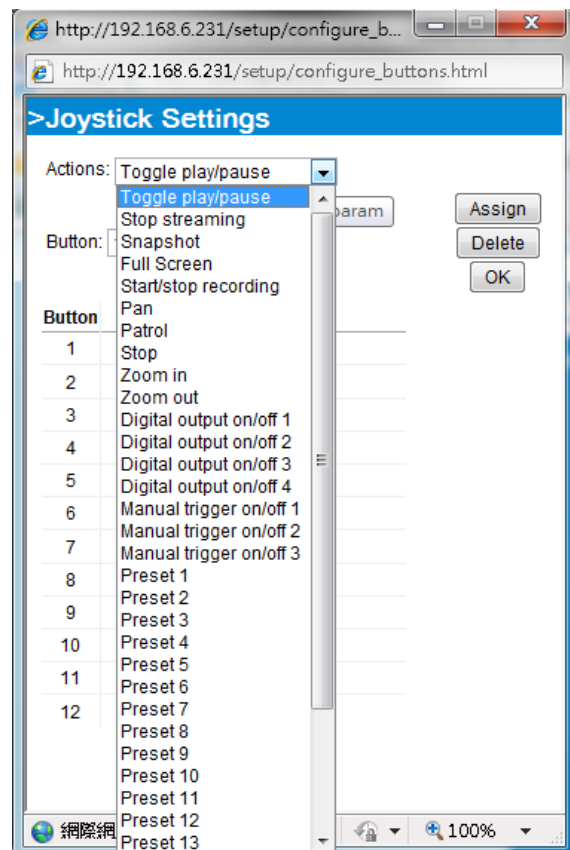 http://192.168.6.231/setup/configure_b...
http://192.168.6.231/setup/configure_buttons.html
>Joystick Settings
Actions: Toggle play/pause
Toggle play/pause
param
Assign
Stop streaming
Button:
Snapshot
Delete
Full Screen
OK
Start/stop recording
Button
Pan
Patrol
1
Stop
2
Zoom in
Zoom out
3
Digital output on/off 1
4
Digital output on/off 2
Digital output on/off 3
5
Digital output on/off 4
6
Manual trigger on/off 1
Manual trigger on/off 2
7
Manual trigger on/off 3
8
Preset 1
Preset 2
9
Preset 3
10
Preset 4
Preset 5
11
Preset 6
12
Preset 7
Preset 8
Preset 9
Preset 10
Preset 11
網際網
Preset 12
100%
Preset 13